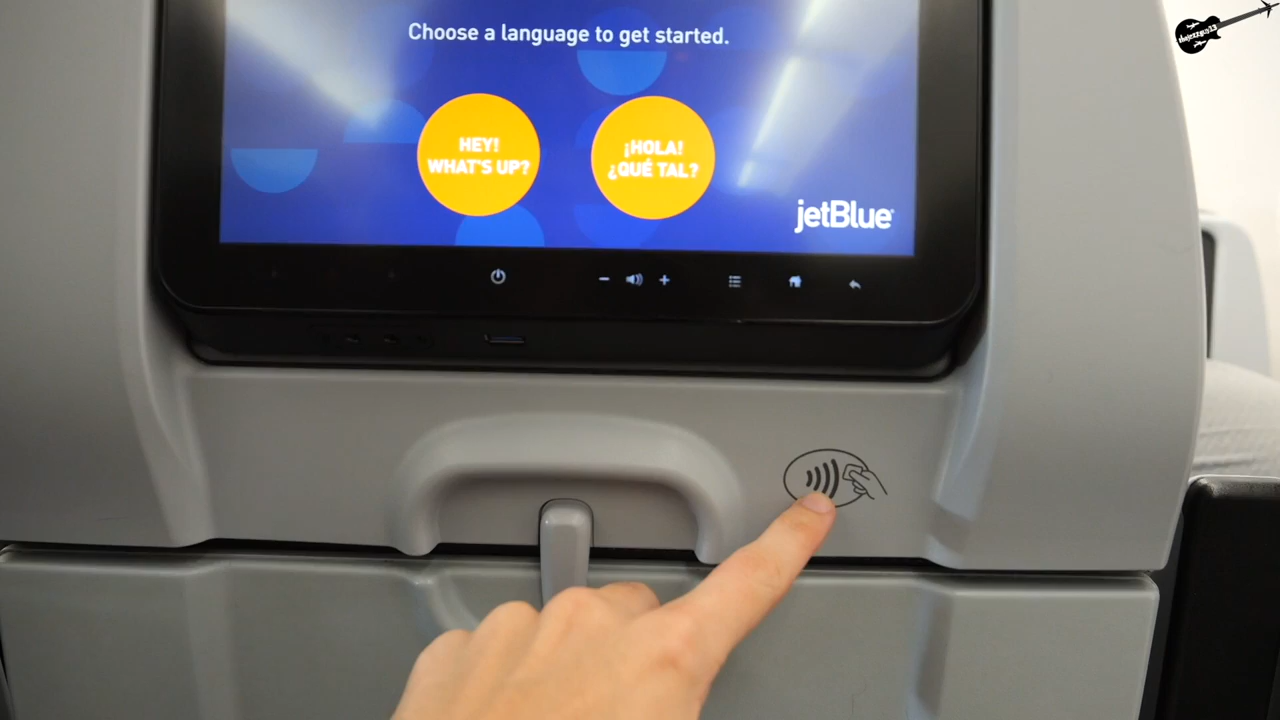 Choose a language to get started.
HEY!
WHAT'S UP?
¡HOLA!
¿QUÉ TAL?
jetBlue